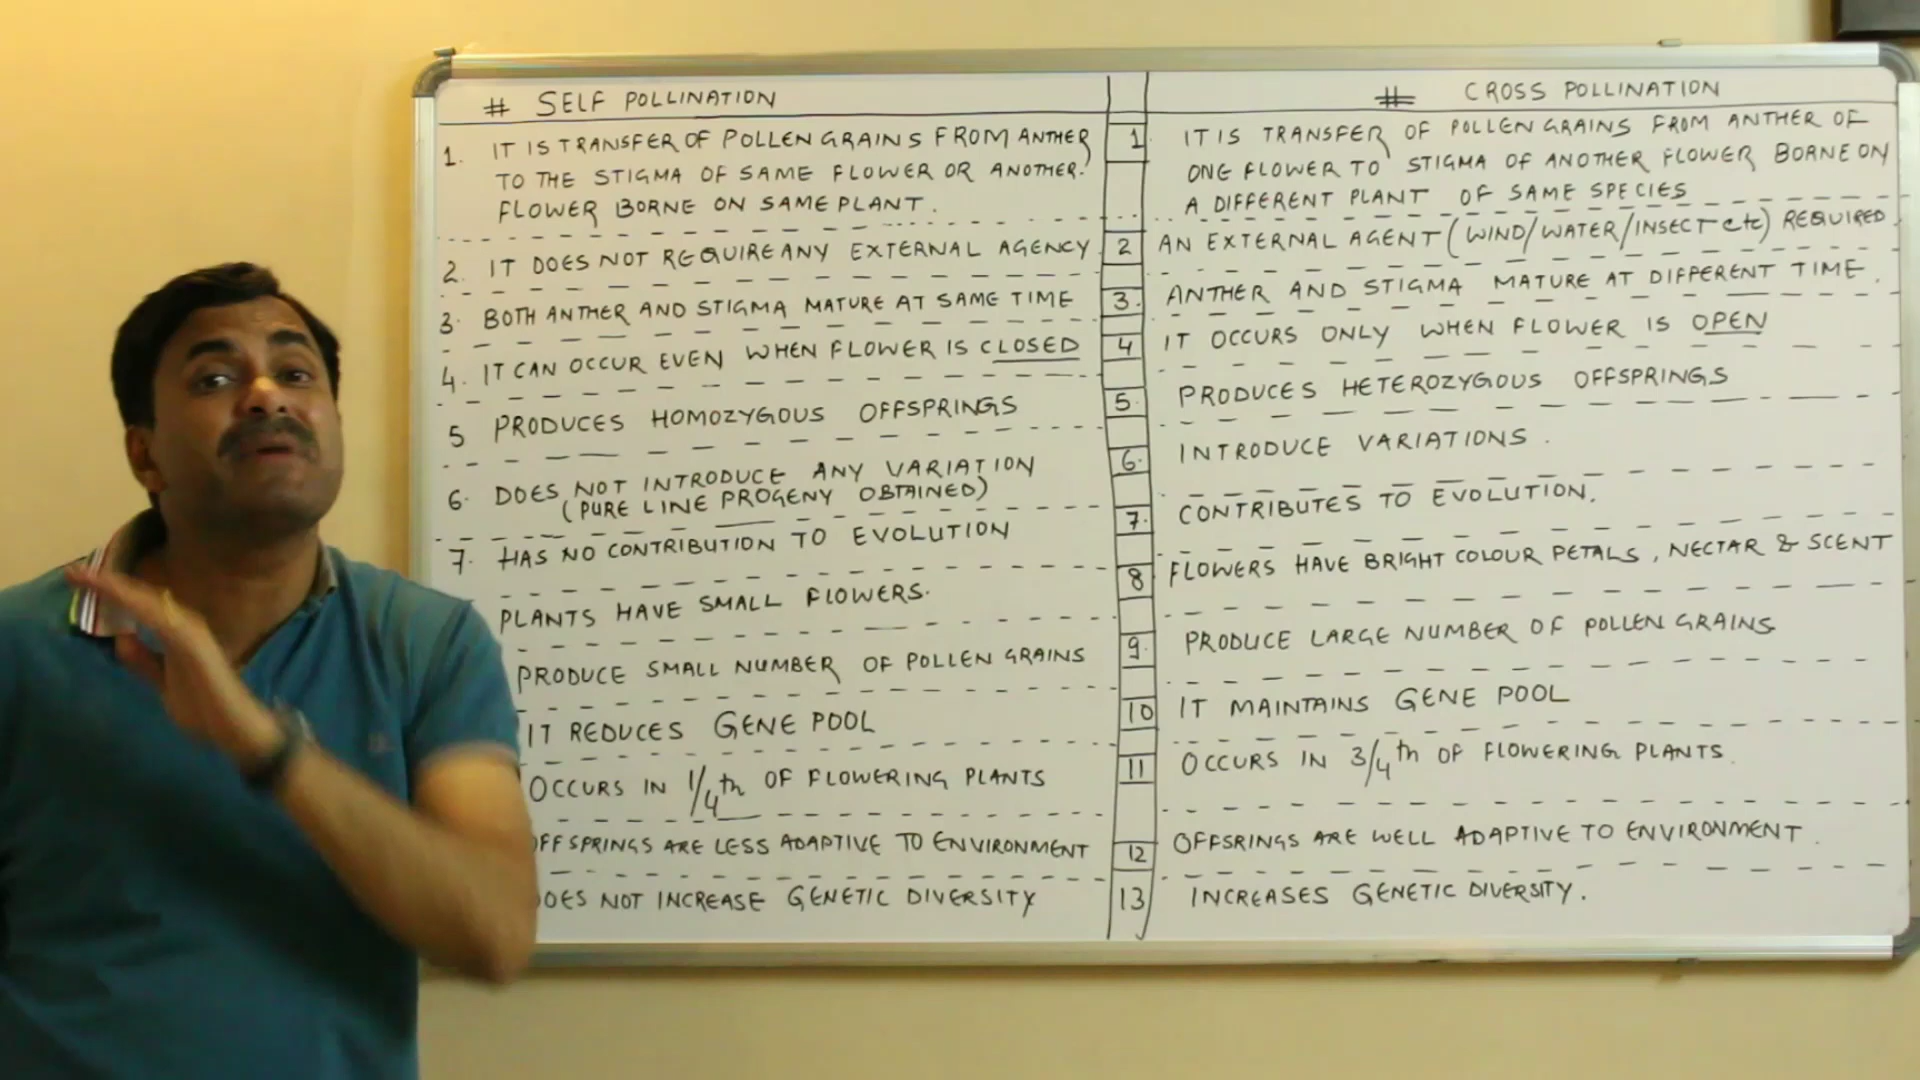 # SELF POLLINATION
1. IT IS TRANSFER OF POLLEN GRAINS FROM ANTHER
TO THE STIGMA OF SAME FLOWER OR ANOTHER.
FLOWER BORNE ON SAME PLANT.
2. IT DOES NOT REQUIRE ANY EXTERNAL AGENCY
3. BOTH ANTHER AND STIGMA MATURE AT SAME TIME
4. IT CAN OCCUR EVEN WHEN FLOWER IS CLOSED
5 PRODUCES HOMOZYGOUS OFFSPRINGS
6. DOES NOT INTRODUCE ANY VARIATION
(PURE LINE PROGENY OBTAINED)
7. HAS NO CONTRIBUTION TO EVOLUTION
PLANTS HAVE SMALL FLOWERS.
PRODUCE SMALL NUMBER OF POLLEN GRAINS
IT REDUCES GENE POOL
OCCURS IN 1/4th OF FLOWERING PLANTS
OFFSPRINGS ARE LESS ADAPTIVE TO ENVIRONMENT
DOES NOT INCREASE GENETIC DIVERSITY
# CROSS POLLINATION
1. IT IS TRANSFER OF POLLEN GRAINS FROM ANTHER OF
ONE FLOWER TO STIGMA OF ANOTHER FLOWER BORNE ON
A DIFFERENT PLANT OF SAME SPECIES
2 AN EXTERNAL AGENT (WIND/WATER/INSECT etc) REQUIRED
3. ANTHER AND STIGMA MATURE AT DIFFERENT TIME.
4 IT OCCURS ONLY WHEN FLOWER IS OPEN
5. PRODUCES HETEROZYGOUS OFFSPRINGS
6. INTRODUCE VARIATIONS.
7. CONTRIBUTES TO EVOLUTION.
8 FLOWERS HAVE BRIGHT COLOUR PETALS, NECTAR & SCENT
9. PRODUCE LARGE NUMBER OF POLLEN GRAINS
10 IT MAINTAINS GENE POOL
11 OCCURS IN 3/4th OF FLOWERING PLANTS.
12 OFFSRINGS ARE WELL ADAPTIVE TO ENVIRONMENT.
13 INCREASES GENETIC DIVERSITY.